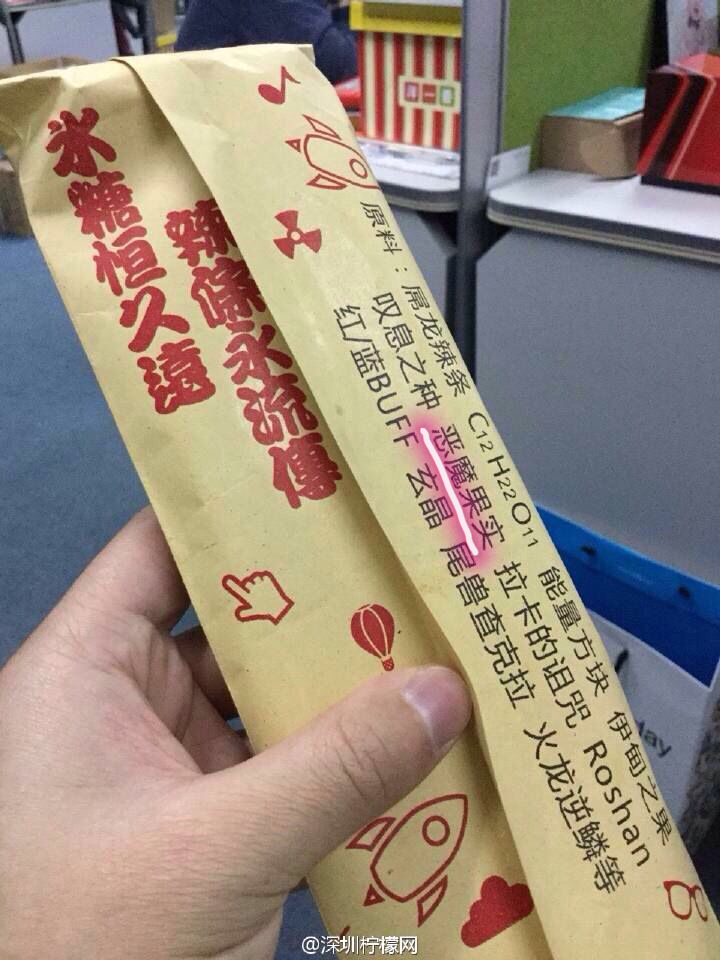 冰糖恒久遠
辣條永流傳
原料：屌龙辣条 C12H22O11 能量方块 伊甸之果
叹息之种 恶魔果实 拉卡的诅咒 Roshan
红/蓝BUFF 玄晶 尾兽查克拉 火龙逆鳞等
@深圳柠檬网